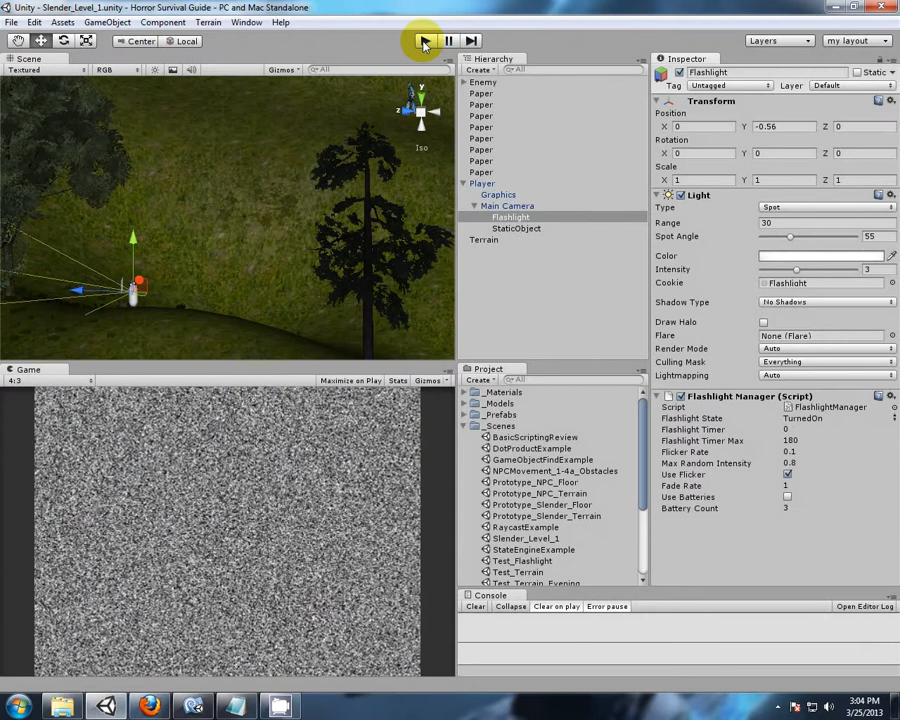 Unity - Slender_Level_1.unity - Horror Survival Guide - PC and Mac Standalone
File Edit Assets GameObject Component Terrain Window Help
Center Local Layers my layout
Scene
Textured RGB Gizmos All
y
z
Iso
Game
4:3 Maximize on Play Stats Gizmos
Hierarchy
Create All
Enemy
Paper
Paper
Paper
Paper
Paper
Paper
Paper
Paper
Player
Graphics
Main Camera
Flashlight
StaticObject
Terrain
Project
Create All
_Materials
_Models
_Prefabs
_Scenes
BasicScriptingReview
DotProductExample
GameObjectFindExample
NPCMovement_1-4a_Obstacles
Prototype_NPC_Floor
Prototype_NPC_Terrain
Prototype_Slender_Floor
Prototype_Slender_Terrain
RaycastExample
Slender_Level_1
StateEngineExample
Test_Flashlight
Test_Terrain
Test_Terrain_Evening
Console
Clear Collapse Clear on play Error pause Open Editor Log
Inspector
Flashlight Static
Tag Untagged Layer Default
Transform
Position
X 0 Y -0.56 Z 0
Rotation
X 0 Y 0 Z 0
Scale
X 1 Y 1 Z 1
Light
Type Spot
Range 30
Spot Angle 55
Color
Intensity 3
Cookie Flashlight
Shadow Type No Shadows
Draw Halo
Flare None (Flare)
Render Mode Auto
Culling Mask Everything
Lightmapping Auto
Flashlight Manager (Script)
Script FlashlightManager
Flashlight State TurnedOn
Flashlight Timer 0
Flashlight Timer Max 180
Flicker Rate 0.1
Max Random Intensity 0.8
Use Flicker
Fade Rate 1
Use Batteries
Battery Count 3
3:04 PM
3/25/2013